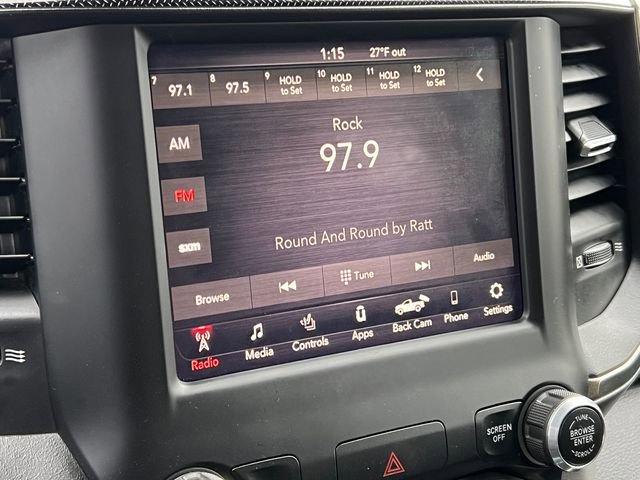 1:15 27°F out
7 97.1 8 97.5 9 HOLD to Set 10 HOLD to Set 11 HOLD to Set 12 HOLD to Set
Rock
AM
97.9
FM
Round And Round by Ratt
sxm
Browse Tune Audio
Radio Media Controls Apps Back Cam Phone Settings
SCREEN OFF
TUNE
BROWSE
ENTER
SCROLL